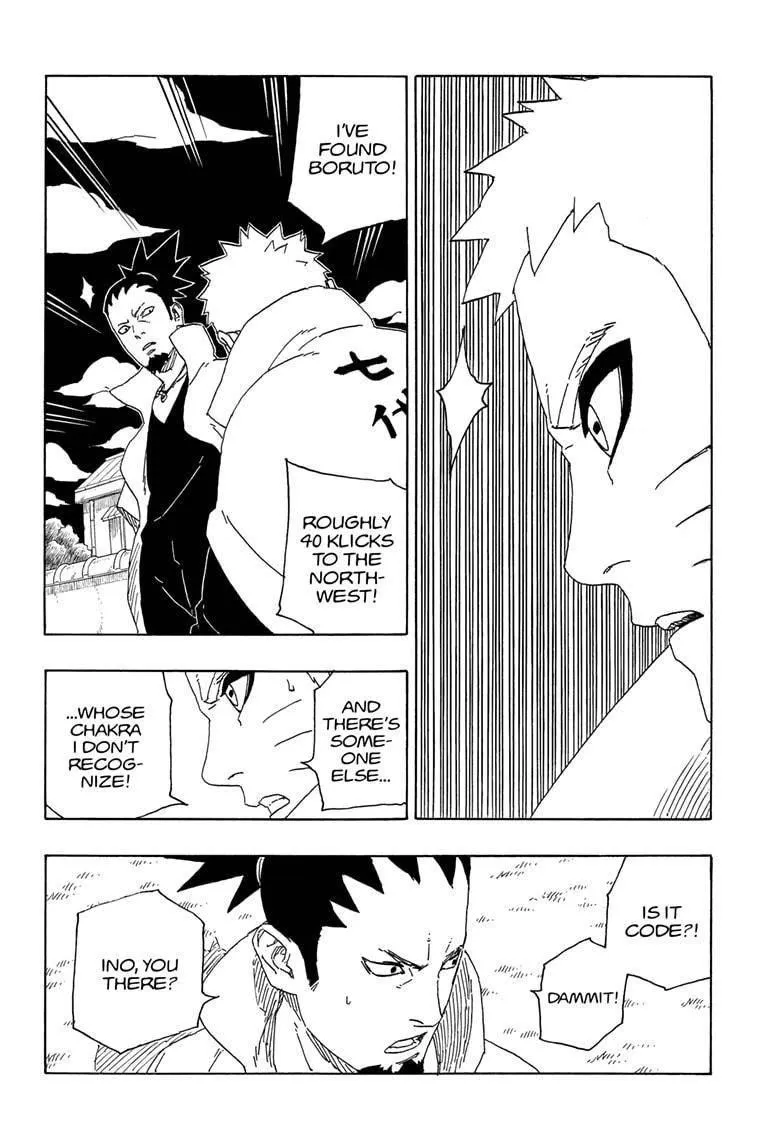 I'VE
FOUND
BORUTO!
七
代
ROUGHLY
40 KLICKS
TO THE
NORTH-
WEST!
AND
THERE'S
SOME-
ONE
ELSE...
...WHOSE
CHAKRA
I DON'T
RECOG-
NIZE!
IS IT
CODE?!
DAMMIT!
INO, YOU
THERE?